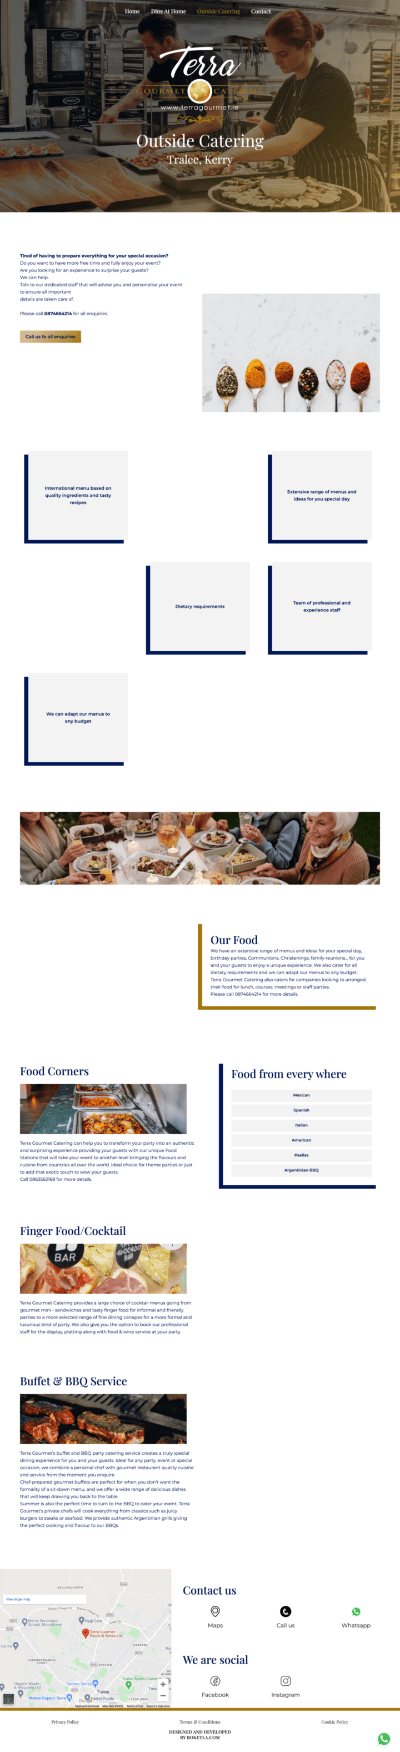 Home Dine At Home Outside Catering Contact
Terra
GOURMET CATERING
www.terragourmet.ie
Outside Catering
Tralee, Kerry
Tired of having to prepare everything for your special occasion?
Do you want to have more free time and fully enjoy your event?
Are you looking for an experience to surprise your guests?
We can help.
Talk to our dedicated staff that will advise you and personalise your event
to ensure all important
details are taken care of.
Please call 0874664214 for all enquiries.
Call us fo all enquiries
International menu based on
quality ingredients and tasty
recipes
Extensive range of menus and
ideas for you special day
Dietary requirements
Team of professional and
experience staff
We can adapt our menus to
any budget
Our Food
We have an extensive range of menus and ideas for your special day,
birthday parties, Communions, Christenings, family reunions... for you
and your guests to enjoy a unique experience. We also cater for all
dietary requirements and we can adapt our menus to any budget.
Terra Gourmet Catering also caters for companies looking to arranged
their food for lunch, courses, meetings or staff parties.
Please call 0874664214 for more details.
Food Corners
Terra Gourmet Catering can help you to transform your party into an authentic
and surprising experience providing your guests with our unique Food
Stations that will take your event to another level bringing the flavours and
cuisine from countries all over the world. Ideal choice for theme parties or just
to add that exotic touch to wow your guests.
Call 0863562168 for more details.
Food from every where
Mexican
Spanish
Italian
American
Paellas
Argentinian BBQ
Finger Food/Cocktail
BAR
AVOCADO
BAR
Terra Gourmet Catering provides a large choice of cocktail menus going from
gourmet mini - sandwiches and tasty finger food for informal and friendly
parties to a more selected range of fine dining canapes for a more formal and
luxurious kind of party. We also give you the option to book our professional
staff for the display, platting along with food & wine service at your party.
Buffet & BBQ Service
Terra Gourmet's buffet and BBQ party catering service creates a truly special
dining experience for you and your guests. Ideal for any party, event or special
occasion, we combine a personal chef with gourmet restaurant quality cuisine
and service from the moment you enquire.
Chef-prepared gourmet buffets are perfect for when you don't want the
formality of a sit-down menu, and we offer a wide range of delicious dishes
that will keep drawing you back to the table.
Summer is also the perfect time to turn to the BBQ to cater your event. Terra
Gourmet's private chefs will cook everything from classics such as juicy
burgers to steaks or seafood. We provide authentic Argentinian grills giving
the perfect cooking and flavour to our BBQs.
View larger map
Terra Gourmet
Foods & Wines Ltd
Tralee
Contact us
Maps Call us Whatsapp
We are social
Facebook Instagram
Privacy Policy Terms & Conditions Cookie Policy
DESIGNED AND DEVELOPED
BY ROKETLA.COM